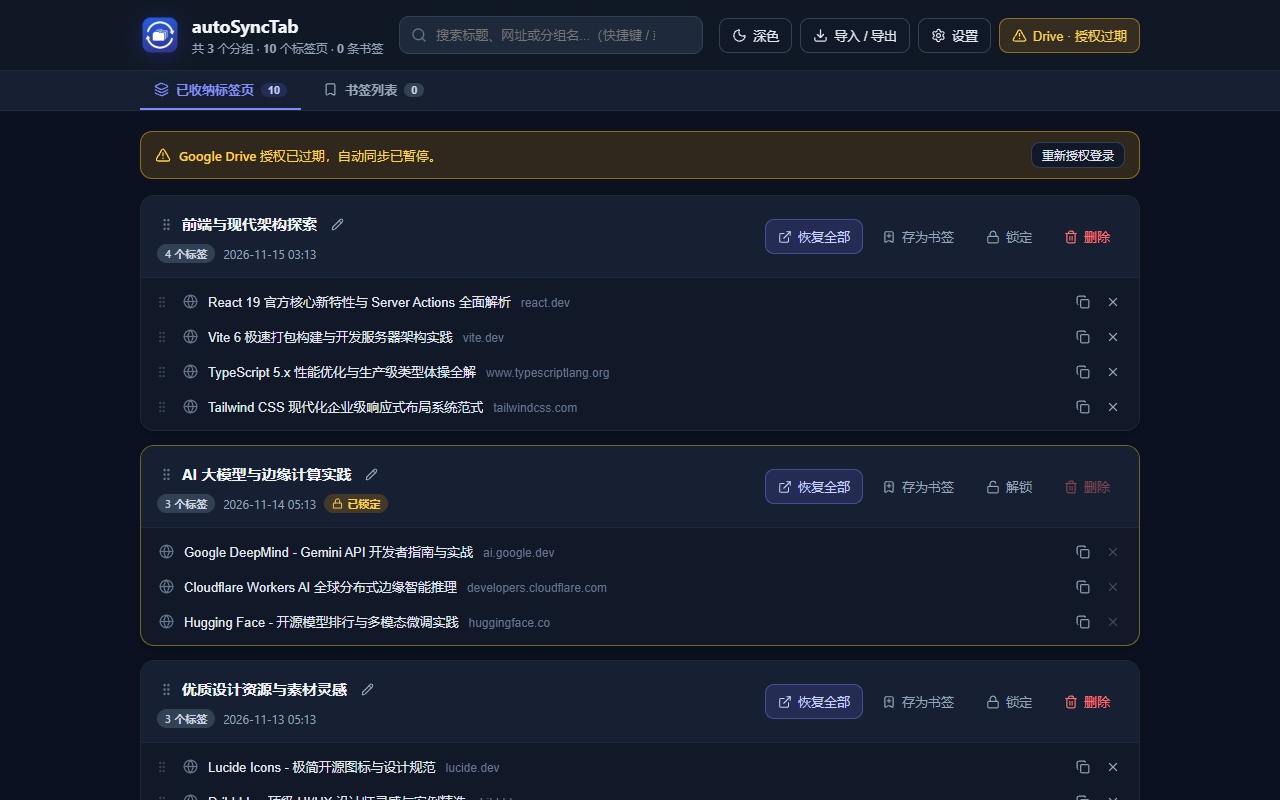 autoSyncTab
共 3 个分组 · 10 个标签页 · 0 条书签
搜索标题、网址或分组名... (快捷键 /
深色
导入 / 导出
设置
Drive · 授权过期
已收纳标签页 10
书签列表 0
Google Drive 授权已过期，自动同步已暂停。
重新授权登录
前端与现代架构探索
恢复全部
存为书签
锁定
删除
4 个标签 2026-11-15 03:13
React 19 官方核心新特性与 Server Actions 全面解析 react.dev
Vite 6 极速打包构建与开发服务器架构实践 vite.dev
TypeScript 5.x 性能优化与生产级类型体操全解 www.typescriptlang.org
Tailwind CSS 现代化企业级响应式布局系统范式 tailwindcss.com
AI 大模型与边缘计算实践
恢复全部
存为书签
解锁
删除
3 个标签 2026-11-14 05:13 已锁定
Google DeepMind - Gemini API 开发者指南与实战 ai.google.dev
Cloudflare Workers AI 全球分布式边缘智能推理 developers.cloudflare.com
Hugging Face - 开源模型排行与多模态微调实践 huggingface.co
优质设计资源与素材灵感
恢复全部
存为书签
锁定
删除
3 个标签 2026-11-13 05:13
Lucide Icons - 极简开源图标与设计规范 lucide.dev